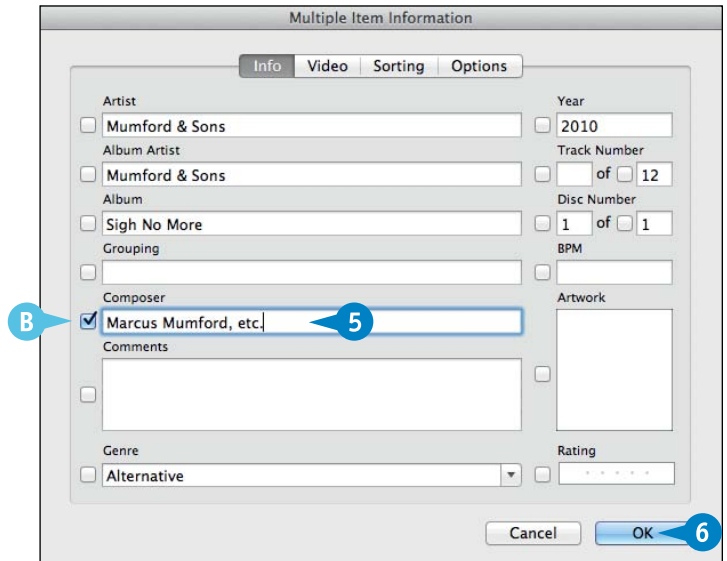 Multiple Item Information
Info Video Sorting Options
Artist Year
Mumford & Sons 2010
Album Artist Track Number
Mumford & Sons of 12
Album Disc Number
Sigh No More 1 of 1
Grouping BPM
Composer Artwork
B Marcus Mumford, etc. 5
Comments
Genre Rating
Alternative
Cancel OK 6